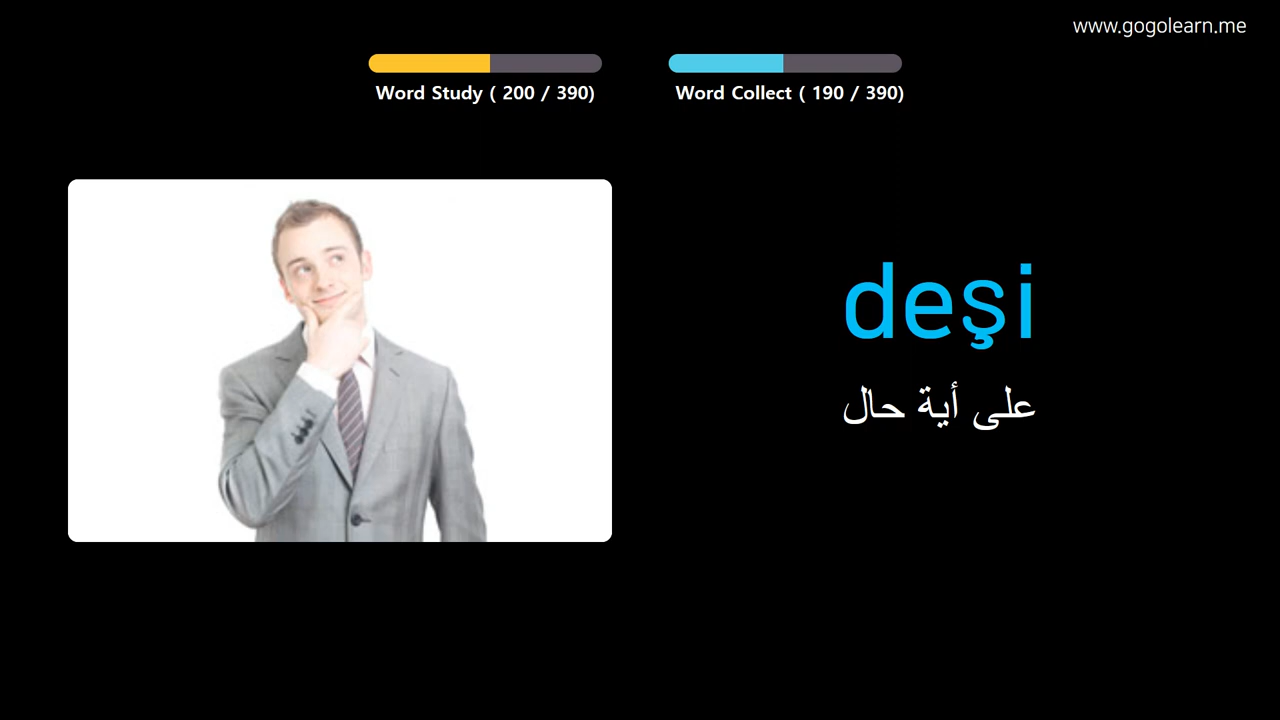 www.gogolearn.me
Word Study ( 200 / 390)
Word Collect ( 190 / 390)
deşi
على أية حال